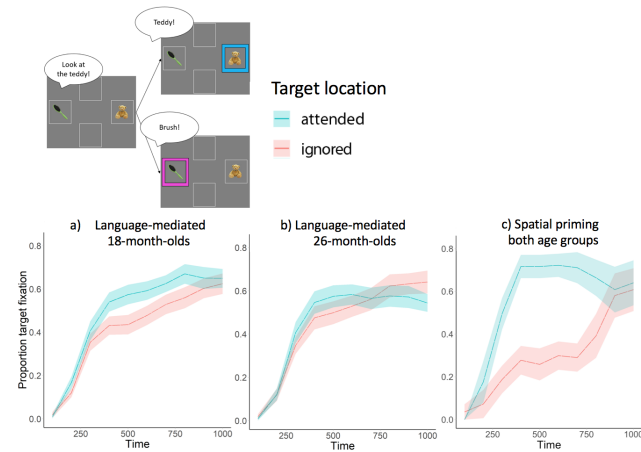 Teddy!
Look at
the teddy!
Brush!
Target location
attended
ignored
a) Language-mediated
18-month-olds
b) Language-mediated
26-month-olds
c) Spatial priming
both age groups
Proportion target fixation
0.8
0.6
0.4
0.2
0.0
250
500
750
1000
Time
0.8
0.6
0.4
0.2
0.0
250
500
750
1000
Time
0.8
0.6
0.4
0.2
0.0
250
500
750
1000
Time